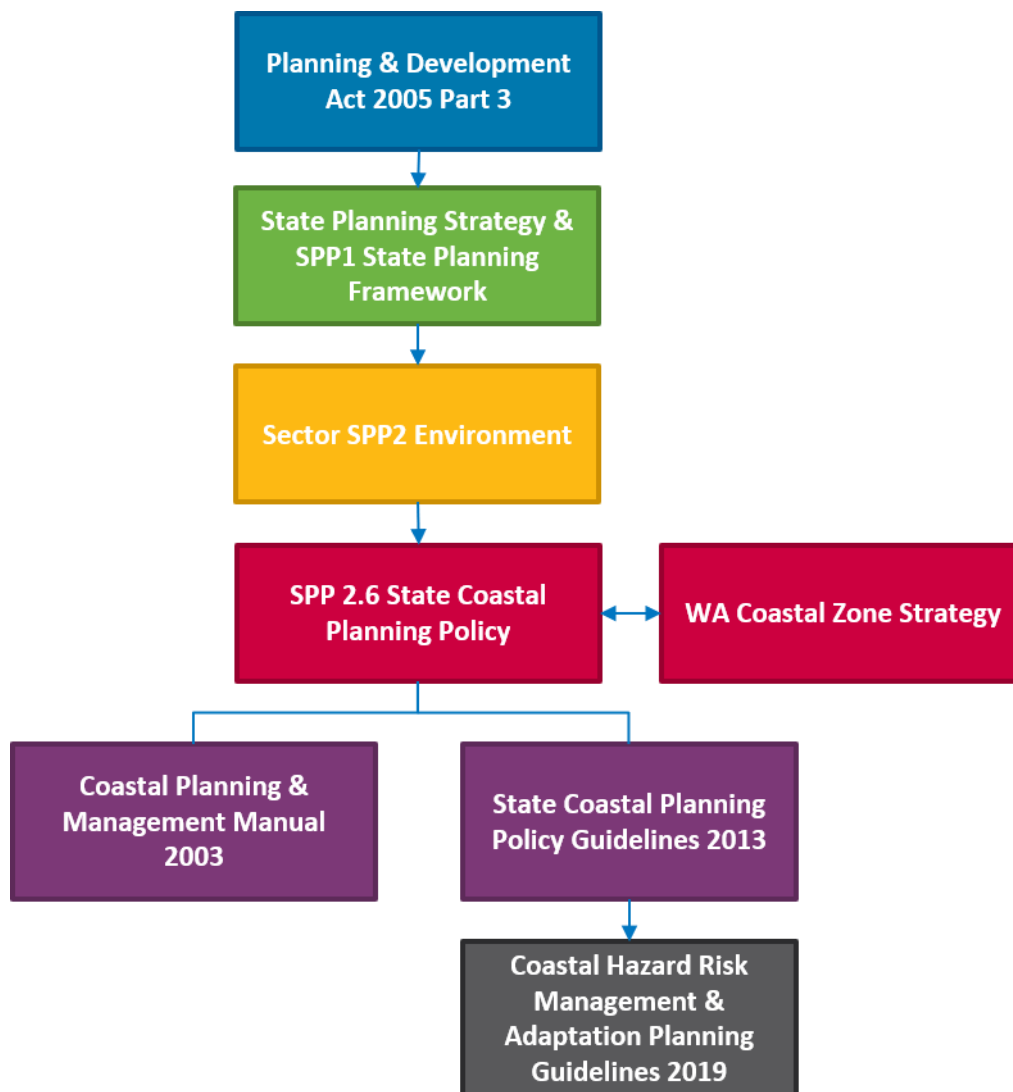 Planning & Development
Act 2005 Part 3
State Planning Strategy &
SPP1 State Planning
Framework
Sector SPP2 Environment
SPP 2.6 State Coastal
Planning Policy
WA Coastal Zone Strategy
Coastal Planning &
Management Manual
2003
State Coastal Planning
Policy Guidelines 2013
Coastal Hazard Risk
Management &
Adaptation Planning
Guidelines 2019